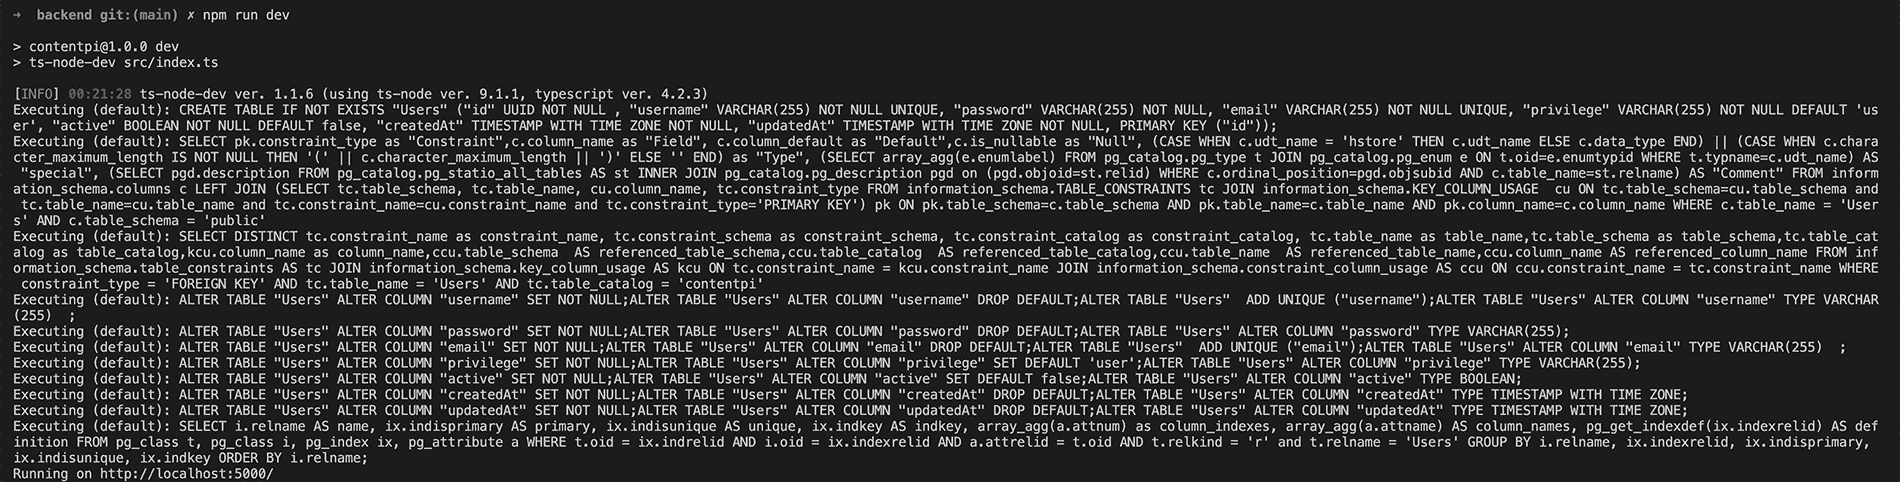 →  backend git:(main) ✗ npm run dev
> contentpi@1.0.0 dev
> ts-node-dev src/index.ts
[INFO] 00:21:28 ts-node-dev ver. 1.1.6 (using ts-node ver. 9.1.1, typescript ver. 4.2.3)
Executing (default): CREATE TABLE IF NOT EXISTS "Users" ("id" UUID NOT NULL , "username" VARCHAR(255) NOT NULL UNIQUE, "password" VARCHAR(255) NOT NULL, "email" VARCHAR(255) NOT NULL UNIQUE, "privilege" VARCHAR(255) NOT NULL DEFAULT 'us
er', "active" BOOLEAN NOT NULL DEFAULT false, "createdAt" TIMESTAMP WITH TIME ZONE NOT NULL, "updatedAt" TIMESTAMP WITH TIME ZONE NOT NULL, PRIMARY KEY ("id"));
Executing (default): SELECT pk.constraint_type as "Constraint",c.column_name as "Field", c.column_default as "Default",c.is_nullable as "Null", (CASE WHEN c.udt_name = 'hstore' THEN c.udt_name ELSE c.data_type END) || (CASE WHEN c.chara
cter_maximum_length IS NOT NULL THEN '(' || c.character_maximum_length || ')' ELSE '' END) as "Type", (SELECT array_agg(e.enumlabel) FROM pg_catalog.pg_type t JOIN pg_catalog.pg_enum e ON t.oid=e.enumtypid WHERE t.typname=c.udt_name) AS
 "special", (SELECT pgd.description FROM pg_catalog.pg_statio_all_tables AS st INNER JOIN pg_catalog.pg_description pgd on (pgd.objoid=st.relid) WHERE c.ordinal_position=pgd.objsubid AND c.table_name=st.relname) AS "Comment" FROM inform
ation_schema.columns c LEFT JOIN (SELECT tc.table_schema, tc.table_name, cu.column_name, tc.constraint_type FROM information_schema.TABLE_CONSTRAINTS tc JOIN information_schema.KEY_COLUMN_USAGE  cu ON tc.table_schema=cu.table_schema and
 tc.table_name=cu.table_name and tc.constraint_name=cu.constraint_name and tc.constraint_type='PRIMARY KEY') pk ON pk.table_schema=c.table_schema AND pk.table_name=c.table_name AND pk.column_name=c.column_name WHERE c.table_name = 'User
s' AND c.table_schema = 'public'
Executing (default): SELECT DISTINCT tc.constraint_name as constraint_name, tc.constraint_schema as constraint_schema, tc.constraint_catalog as constraint_catalog, tc.table_name as table_name,tc.table_schema as table_schema,tc.table_cat
alog as table_catalog,kcu.column_name as column_name,ccu.table_schema  AS referenced_table_schema,ccu.table_catalog  AS referenced_table_catalog,ccu.table_name  AS referenced_table_name,ccu.column_name AS referenced_column_name FROM inf
ormation_schema.table_constraints AS tc JOIN information_schema.key_column_usage AS kcu ON tc.constraint_name = kcu.constraint_name JOIN information_schema.constraint_column_usage AS ccu ON ccu.constraint_name = tc.constraint_name WHERE
 constraint_type = 'FOREIGN KEY' AND tc.table_name = 'Users' AND tc.table_catalog = 'contentpi'
Executing (default): ALTER TABLE "Users" ALTER COLUMN "username" SET NOT NULL;ALTER TABLE "Users" ALTER COLUMN "username" DROP DEFAULT;ALTER TABLE "Users"  ADD UNIQUE ("username");ALTER TABLE "Users" ALTER COLUMN "username" TYPE VARCHAR
(255)  ;
Executing (default): ALTER TABLE "Users" ALTER COLUMN "password" SET NOT NULL;ALTER TABLE "Users" ALTER COLUMN "password" DROP DEFAULT;ALTER TABLE "Users" ALTER COLUMN "password" TYPE VARCHAR(255);
Executing (default): ALTER TABLE "Users" ALTER COLUMN "email" SET NOT NULL;ALTER TABLE "Users" ALTER COLUMN "email" DROP DEFAULT;ALTER TABLE "Users"  ADD UNIQUE ("email");ALTER TABLE "Users" ALTER COLUMN "email" TYPE VARCHAR(255)  ;
Executing (default): ALTER TABLE "Users" ALTER COLUMN "privilege" SET NOT NULL;ALTER TABLE "Users" ALTER COLUMN "privilege" SET DEFAULT 'user';ALTER TABLE "Users" ALTER COLUMN "privilege" TYPE VARCHAR(255);
Executing (default): ALTER TABLE "Users" ALTER COLUMN "active" SET NOT NULL;ALTER TABLE "Users" ALTER COLUMN "active" SET DEFAULT false;ALTER TABLE "Users" ALTER COLUMN "active" TYPE BOOLEAN;
Executing (default): ALTER TABLE "Users" ALTER COLUMN "createdAt" SET NOT NULL;ALTER TABLE "Users" ALTER COLUMN "createdAt" DROP DEFAULT;ALTER TABLE "Users" ALTER COLUMN "createdAt" TYPE TIMESTAMP WITH TIME ZONE;
Executing (default): ALTER TABLE "Users" ALTER COLUMN "updatedAt" SET NOT NULL;ALTER TABLE "Users" ALTER COLUMN "updatedAt" DROP DEFAULT;ALTER TABLE "Users" ALTER COLUMN "updatedAt" TYPE TIMESTAMP WITH TIME ZONE;
Executing (default): SELECT i.relname AS name, ix.indisprimary AS primary, ix.indisunique AS unique, ix.indkey AS indkey, array_agg(a.attnum) as column_indexes, array_agg(a.attname) AS column_names, pg_get_indexdef(ix.indexrelid) AS def
inition FROM pg_class t, pg_class i, pg_index ix, pg_attribute a WHERE t.oid = ix.indrelid AND i.oid = ix.indexrelid AND a.attrelid = t.oid AND t.relkind = 'r' and t.relname = 'Users' GROUP BY i.relname, ix.indexrelid, ix.indisprimary,
ix.indisunique, ix.indkey ORDER BY i.relname;
Running on http://localhost:5000/